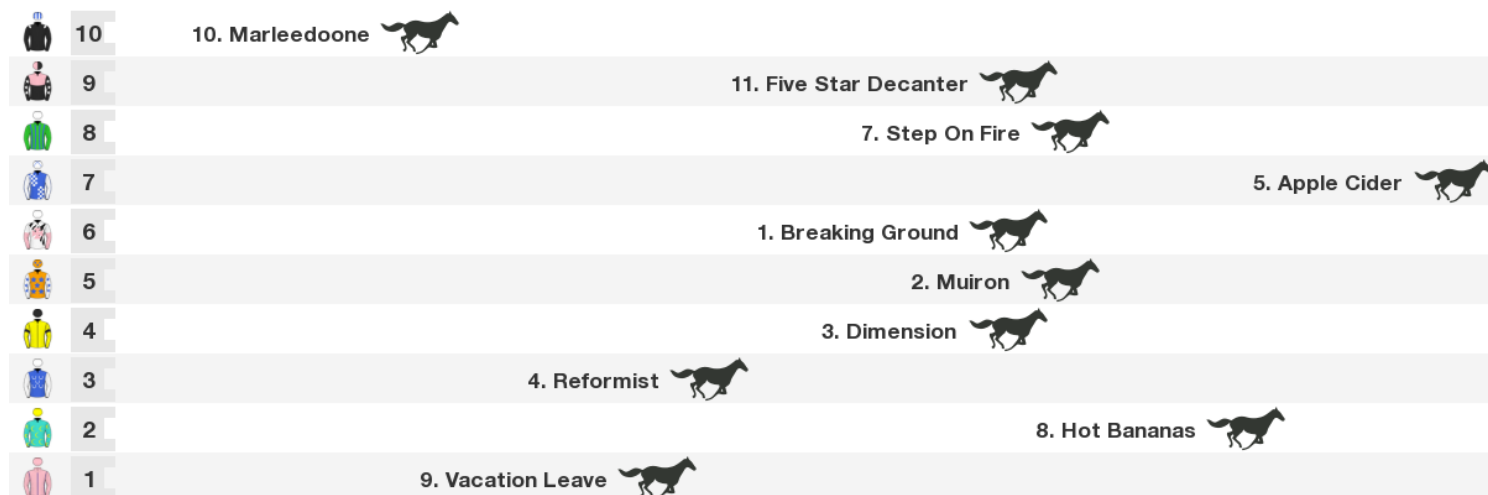 10 10. Marleedoone
9 11. Five Star Decanter
8 7. Step On Fire
7 5. Apple Cider
6 1. Breaking Ground
5 2. Muiron
4 3. Dimension
3 4. Reformist
2 8. Hot Bananas
1 9. Vacation Leave